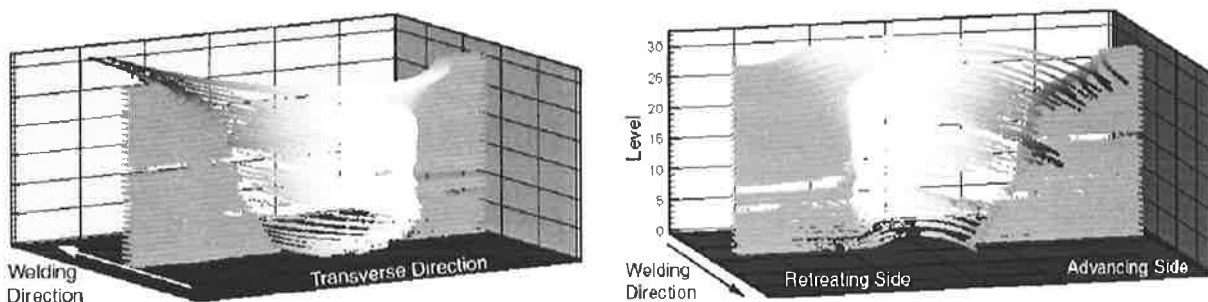 Welding
Direction
Transverse Direction
Level
30
25
20
15
10
5
0
Welding
Direction
Retreating Side
Advancing Side